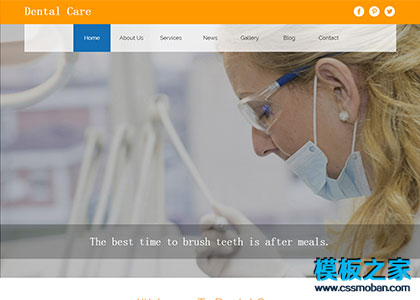 Dental Care
Home About Us Services News Gallery Blog Contact
The best time to brush teeth is after meals.
模板之家
www.cssmoban.com